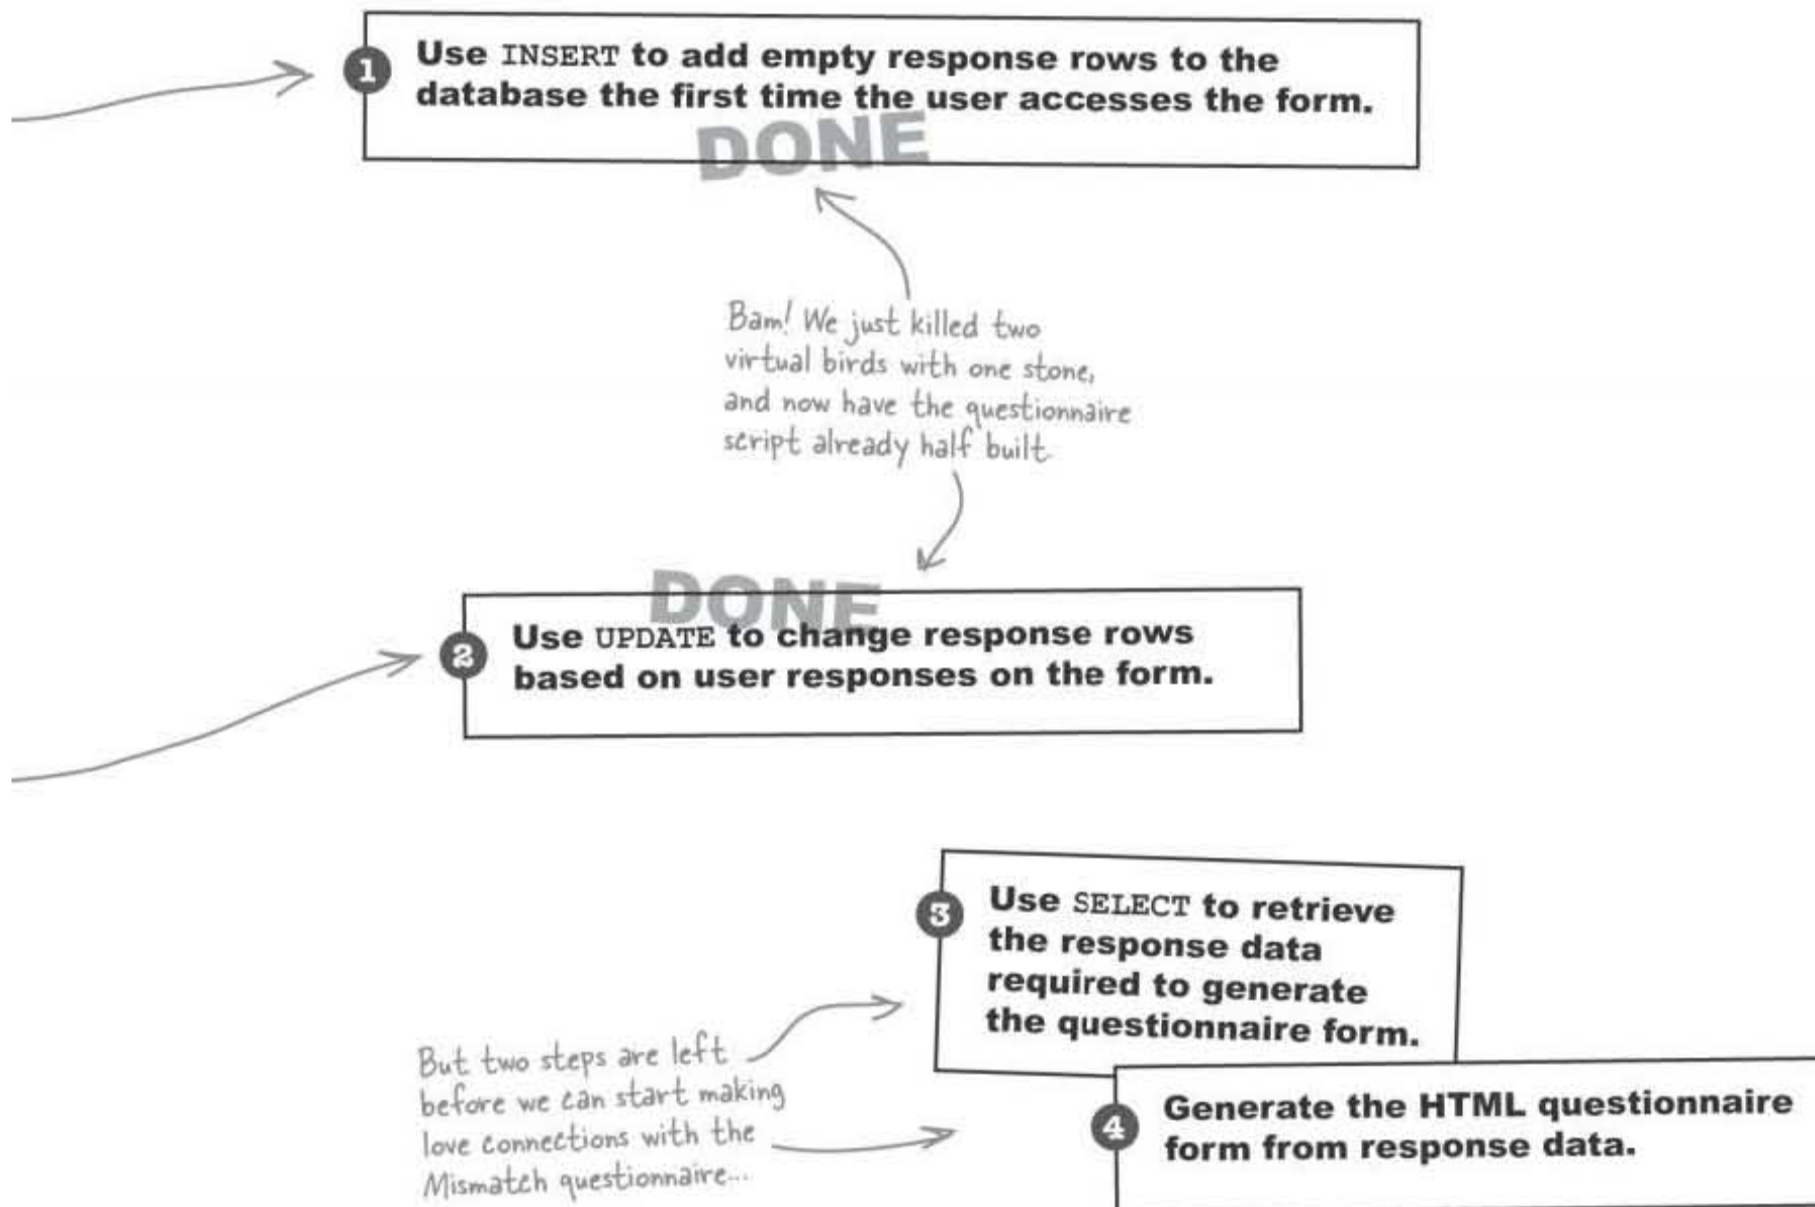 1
Use INSERT to add empty response rows to the
database the first time the user accesses the form.
DONE
Bam! We just killed two
virtual birds with one stone,
and now have the questionnaire
script already half built.
DONE
2
Use UPDATE to change response rows
based on user responses on the form.
3
Use SELECT to retrieve
the response data
required to generate
the questionnaire form.
But two steps are left
before we can start making
love connections with the
Mismatch questionnaire...
4
Generate the HTML questionnaire
form from response data.